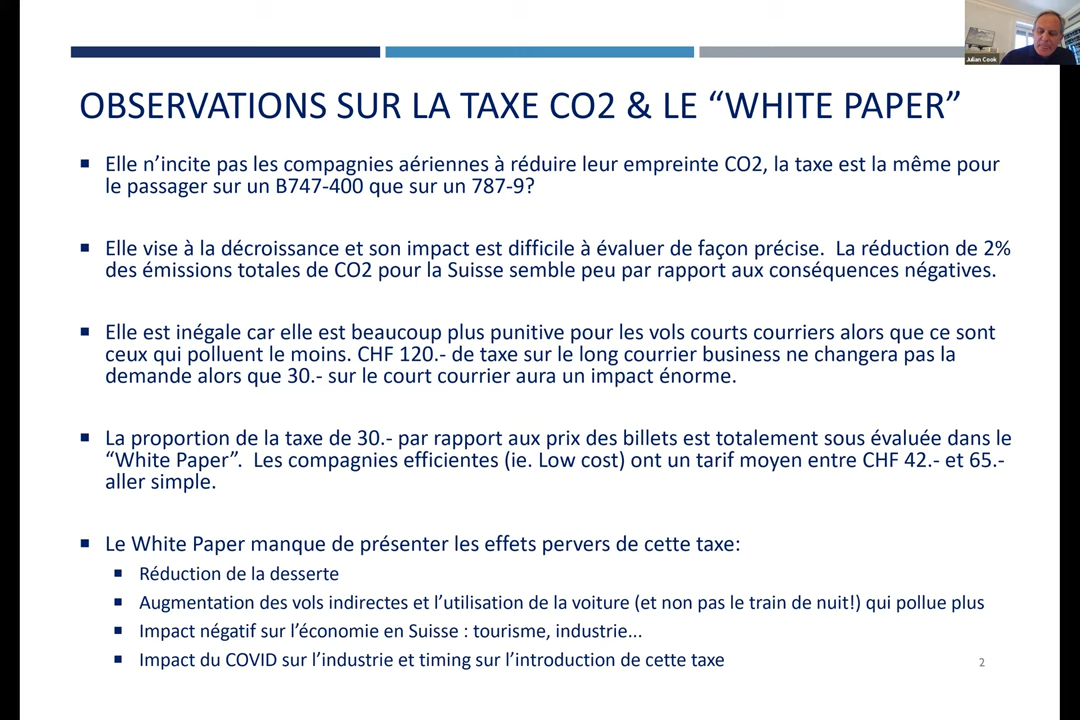 Julian Cook
OBSERVATIONS SUR LA TAXE CO2 & LE “WHITE PAPER”
Elle n’incite pas les compagnies aériennes à réduire leur empreinte CO2, la taxe est la même pour
le passager sur un B747-400 que sur un 787-9?
Elle vise à la décroissance et son impact est difficile à évaluer de façon précise.  La réduction de 2%
des émissions totales de CO2 pour la Suisse semble peu par rapport aux conséquences négatives.
Elle est inégale car elle est beaucoup plus punitive pour les vols courts courriers alors que ce sont
ceux qui polluent le moins. CHF 120.- de taxe sur le long courrier business ne changera pas la
demande alors que 30.- sur le court courrier aura un impact énorme.
La proportion de la taxe de 30.- par rapport aux prix des billets est totalement sous évaluée dans le
“White Paper”.  Les compagnies efficientes (ie. Low cost) ont un tarif moyen entre CHF 42.- et 65.-
aller simple.
Le White Paper manque de présenter les effets pervers de cette taxe:
Réduction de la desserte
Augmentation des vols indirectes et l’utilisation de la voiture (et non pas le train de nuit!) qui pollue plus
Impact négatif sur l’économie en Suisse : tourisme, industrie...
Impact du COVID sur l’industrie et timing sur l’introduction de cette taxe
2